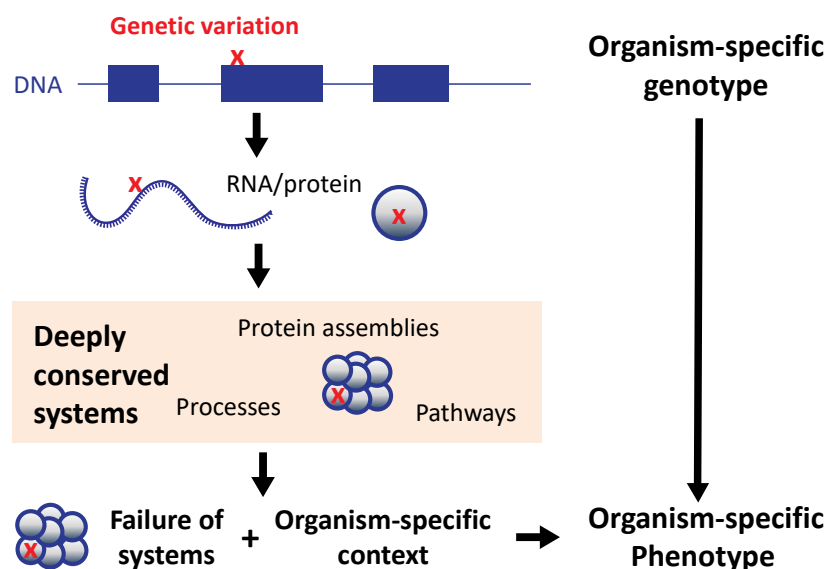 Genetic variation
x
DNA
Organism-specific
genotype
x
RNA/protein
x
Deeply
conserved
systems
Protein assemblies
x
Processes
Pathways
x
Failure of
systems
+
Organism-specific
context
Organism-specific
Phenotype